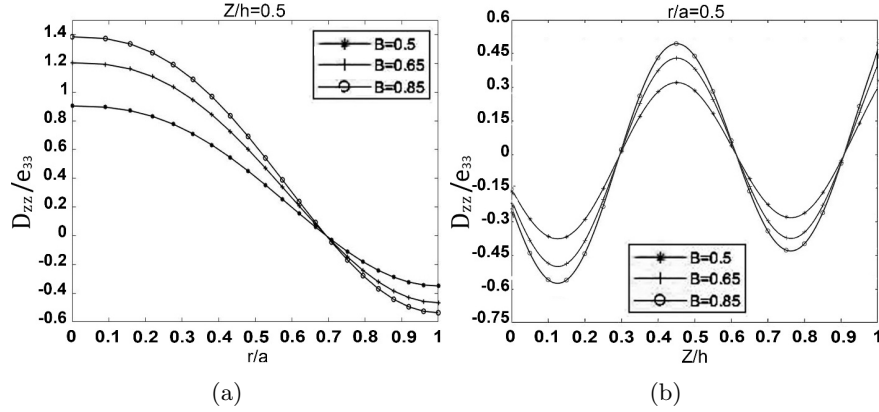 Z/h=0.5
D_ZZ/e_33
1.4
1.2
1
0.8
0.6
0.4
0.2
0
-0.2
-0.4
-0.6
B=0.5
B=0.65
B=0.85
0 0.1 0.2 0.3 0.4 0.5 0.6 0.7 0.8 0.9 1
r/a
(a)
r/a=0.5
D_ZZ/e_33
0.6
0.45
0.3
0.15
0
-0.15
-0.3
-0.45
-0.6
-0.75
B=0.5
B=0.65
B=0.85
0 0.1 0.2 0.3 0.4 0.5 0.6 0.7 0.8 0.9 1
Z/h
(b)